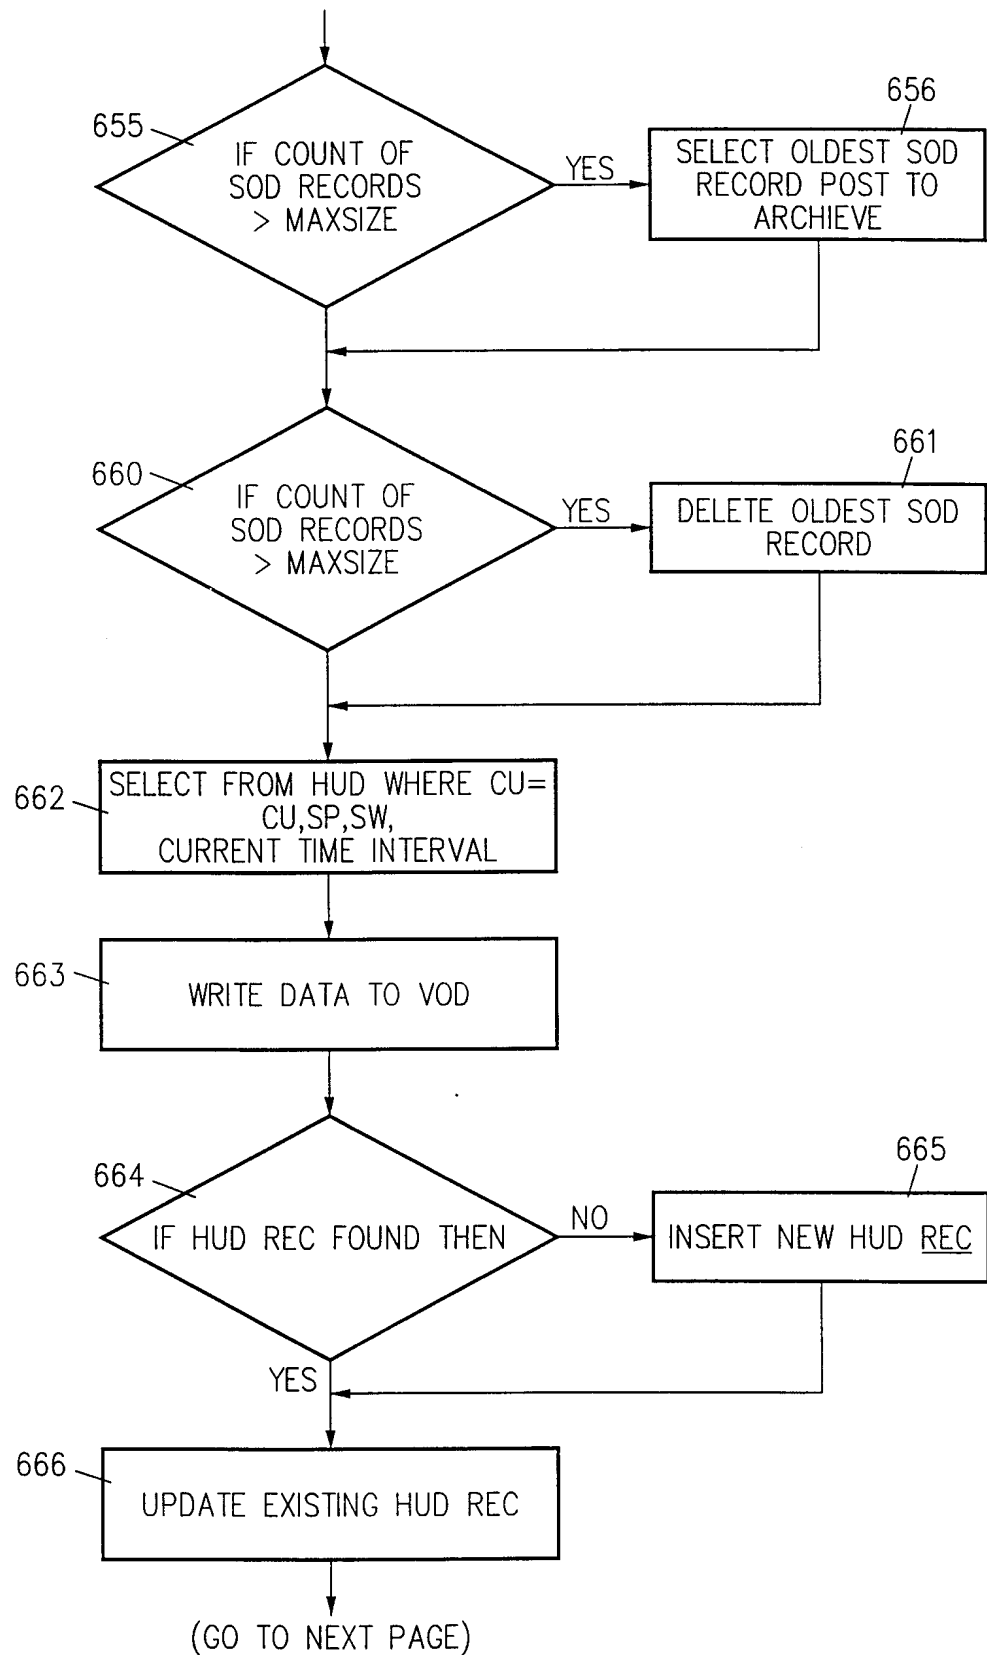 655
IF COUNT OF
SOD RECORDS
> MAXSIZE
YES
656
SELECT OLDEST SOD
RECORD POST TO
ARCHIEVE
660
IF COUNT OF
SOD RECORDS
> MAXSIZE
YES
661
DELETE OLDEST SOD
RECORD
662
SELECT FROM HUD WHERE CU=
CU,SP,SW,
CURRENT TIME INTERVAL
663
WRITE DATA TO VOD
664
IF HUD REC FOUND THEN
NO
665
INSERT NEW HUD REC
YES
666
UPDATE EXISTING HUD REC
(GO TO NEXT PAGE)